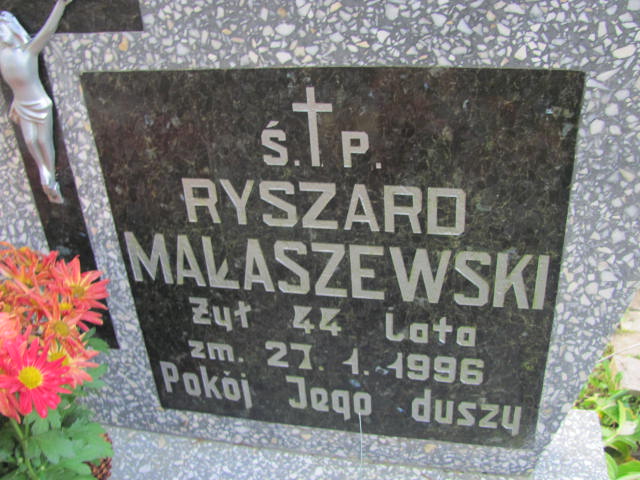 Ś. † P.
RYSZARD
MAŁASZEWSKI
Żył 44 lata
zm. 27. 1. 1996
Pokój Jego duszy